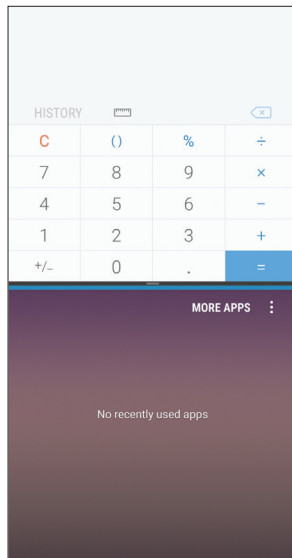 HISTORY
C () % ÷
7 8 9 ×
4 5 6 −
1 2 3 +
+/− 0 . =
MORE APPS
No recently used apps